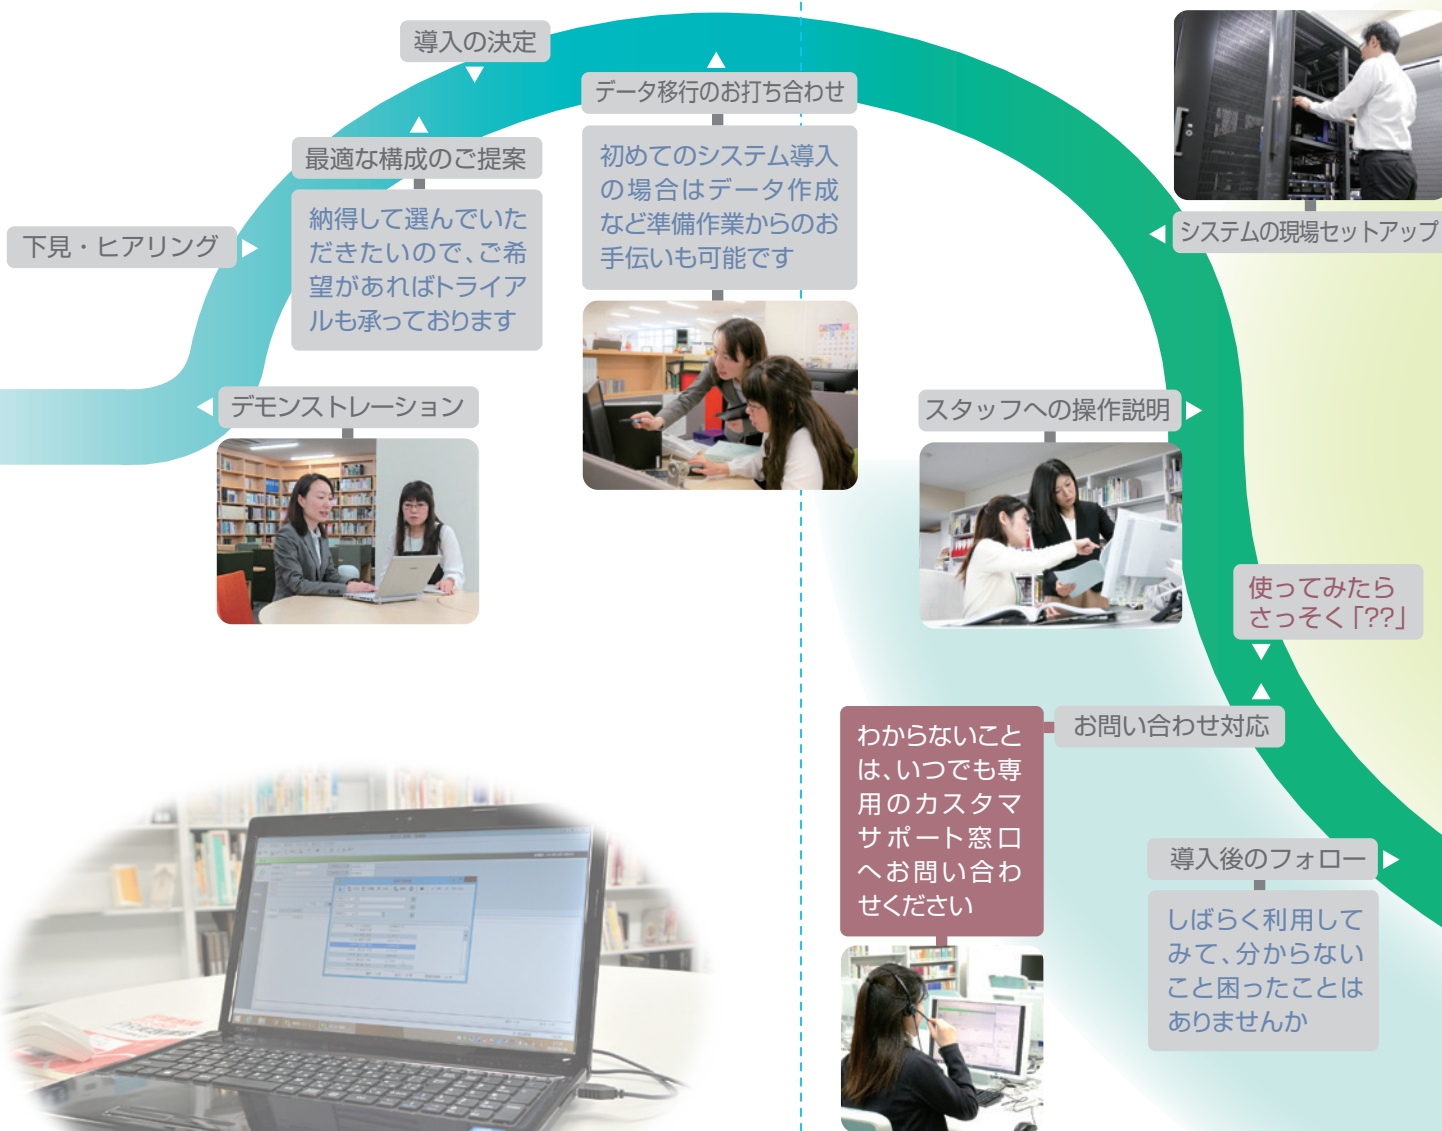 デモンストレーション
下見・ヒアリング
最適な構成のご提案
納得して選んでいた
だきたいので、ご希
望があればトライア
ルも承っております
導入の決定
データ移行のお打ち合わせ
初めてのシステム導入
の場合はデータ作成
など準備作業からのお
手伝いも可能です
システムの現場セットアップ
スタッフへの操作説明
使ってみたら
さっそく「??」
お問い合わせ対応
わからないこと
は、いつでも専
用のカスタマ
サポート窓口
へお問い合わ
せください
導入後のフォロー
しばらく利用して
みて、分からない
こと困ったことは
ありませんか